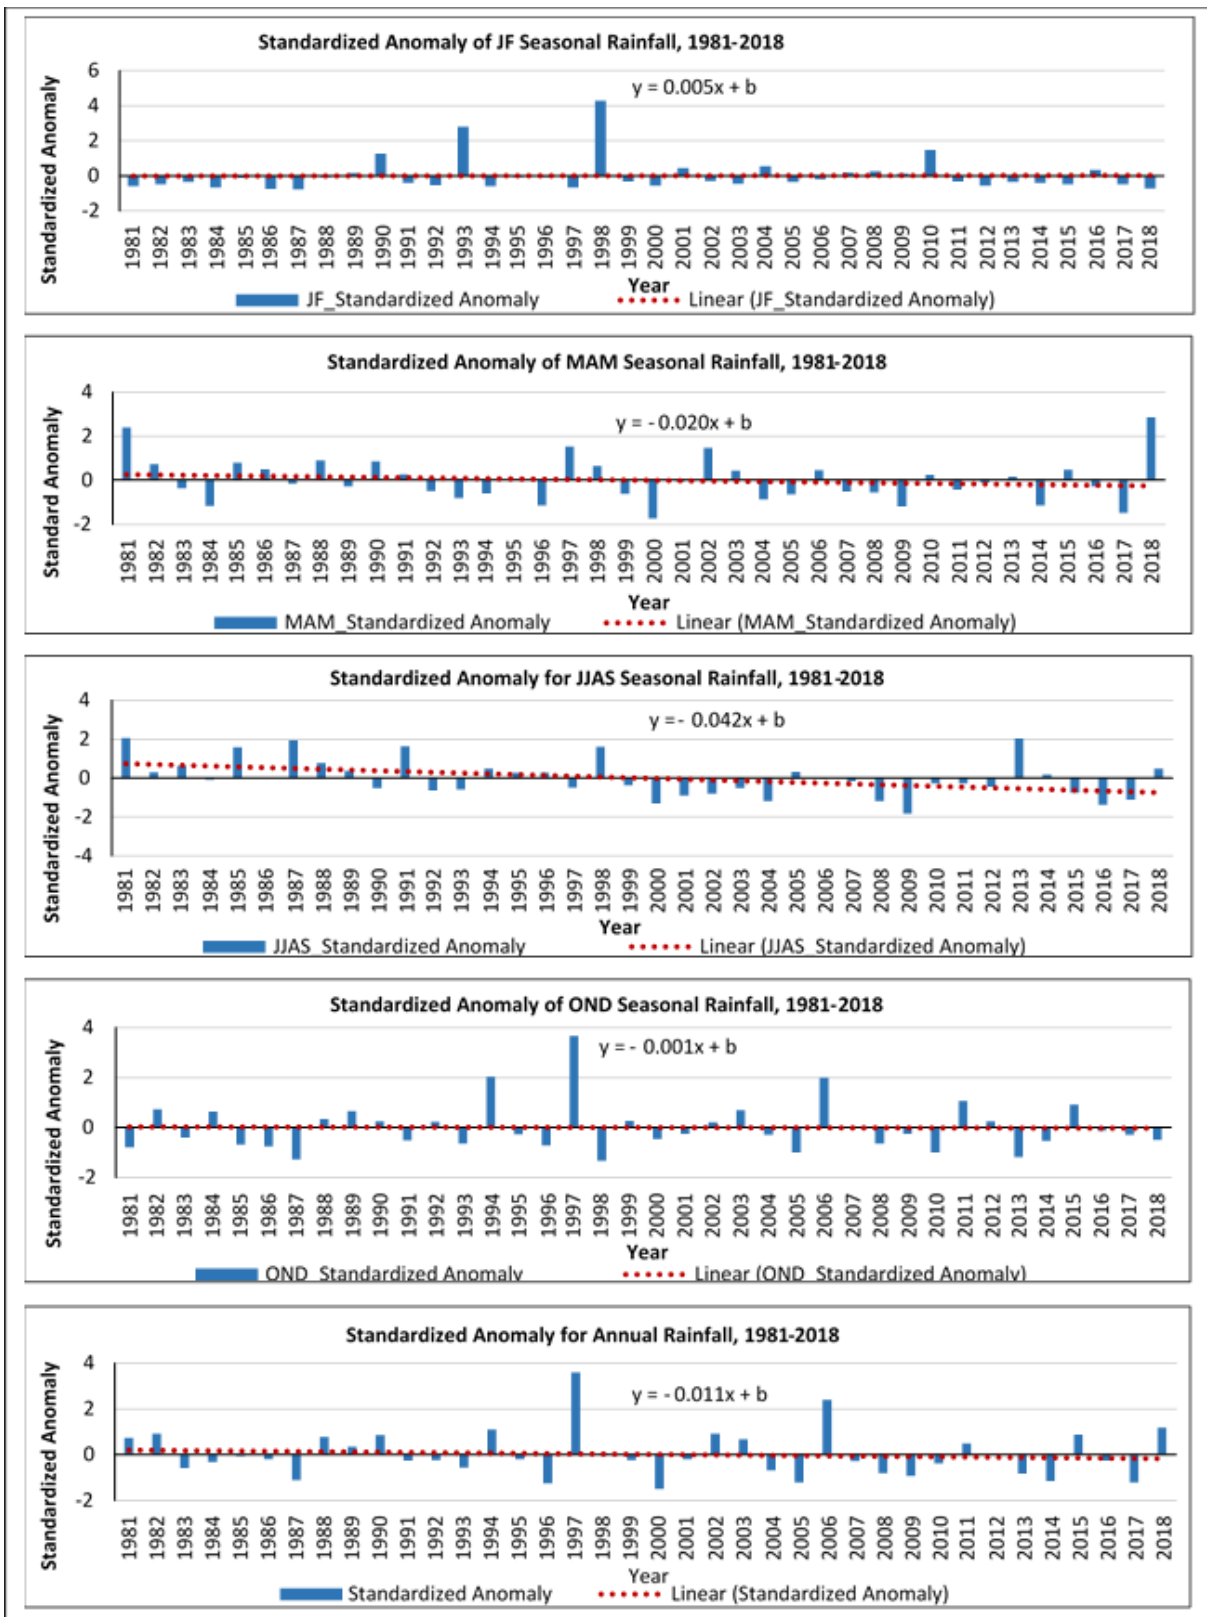 Standardized Anomaly of JF Seasonal Rainfall, 1981-2018
Standardized Anomaly
6
4
2
0
-2
y = 0.005x + b
1981 1982 1983 1984 1985 1986 1987 1988 1989 1990 1991 1992 1993 1994 1995 1996 1997 1998 1999 2000 2001 2002 2003 2004 2005 2006 2007 2008 2009 2010 2011 2012 2013 2014 2015 2016 2017 2018
Year
JF_Standardized Anomaly Linear (JF_Standardized Anomaly)
Standardized Anomaly of MAM Seasonal Rainfall, 1981-2018
Standard Anomaly
4
2
0
-2
y = - 0.020x + b
1981 1982 1983 1984 1985 1986 1987 1988 1989 1990 1991 1992 1993 1994 1995 1996 1997 1998 1999 2000 2001 2002 2003 2004 2005 2006 2007 2008 2009 2010 2011 2012 2013 2014 2015 2016 2017 2018
Year
MAM_Standardized Anomaly Linear (MAM_Standardized Anomaly)
Standardized Anomaly for JJAS Seasonal Rainfall, 1981-2018
Standardized Anomaly
4
2
0
-2
-4
y = - 0.042x + b
1981 1982 1983 1984 1985 1986 1987 1988 1989 1990 1991 1992 1993 1994 1995 1996 1997 1998 1999 2000 2001 2002 2003 2004 2005 2006 2007 2008 2009 2010 2011 2012 2013 2014 2015 2016 2017 2018
Year
JJAS_Standardized Anomaly Linear (JJAS_Standardized Anomaly)
Standardized Anomaly of OND Seasonal Rainfall, 1981-2018
Standardized Anomaly
4
2
0
-2
y = - 0.001x + b
1981 1982 1983 1984 1985 1986 1987 1988 1989 1990 1991 1992 1993 1994 1995 1996 1997 1998 1999 2000 2001 2002 2003 2004 2005 2006 2007 2008 2009 2010 2011 2012 2013 2014 2015 2016 2017 2018
Year
OND_Standardized Anomaly Linear (OND_Standardized Anomaly)
Standardized Anomaly for Annual Rainfall, 1981-2018
Standardized Anomaly
4
2
0
-2
y = - 0.011x + b
1981 1982 1983 1984 1985 1986 1987 1988 1989 1990 1991 1992 1993 1994 1995 1996 1997 1998 1999 2000 2001 2002 2003 2004 2005 2006 2007 2008 2009 2010 2011 2012 2013 2014 2015 2016 2017 2018
Year
Standardized Anomaly Linear (Standardized Anomaly)